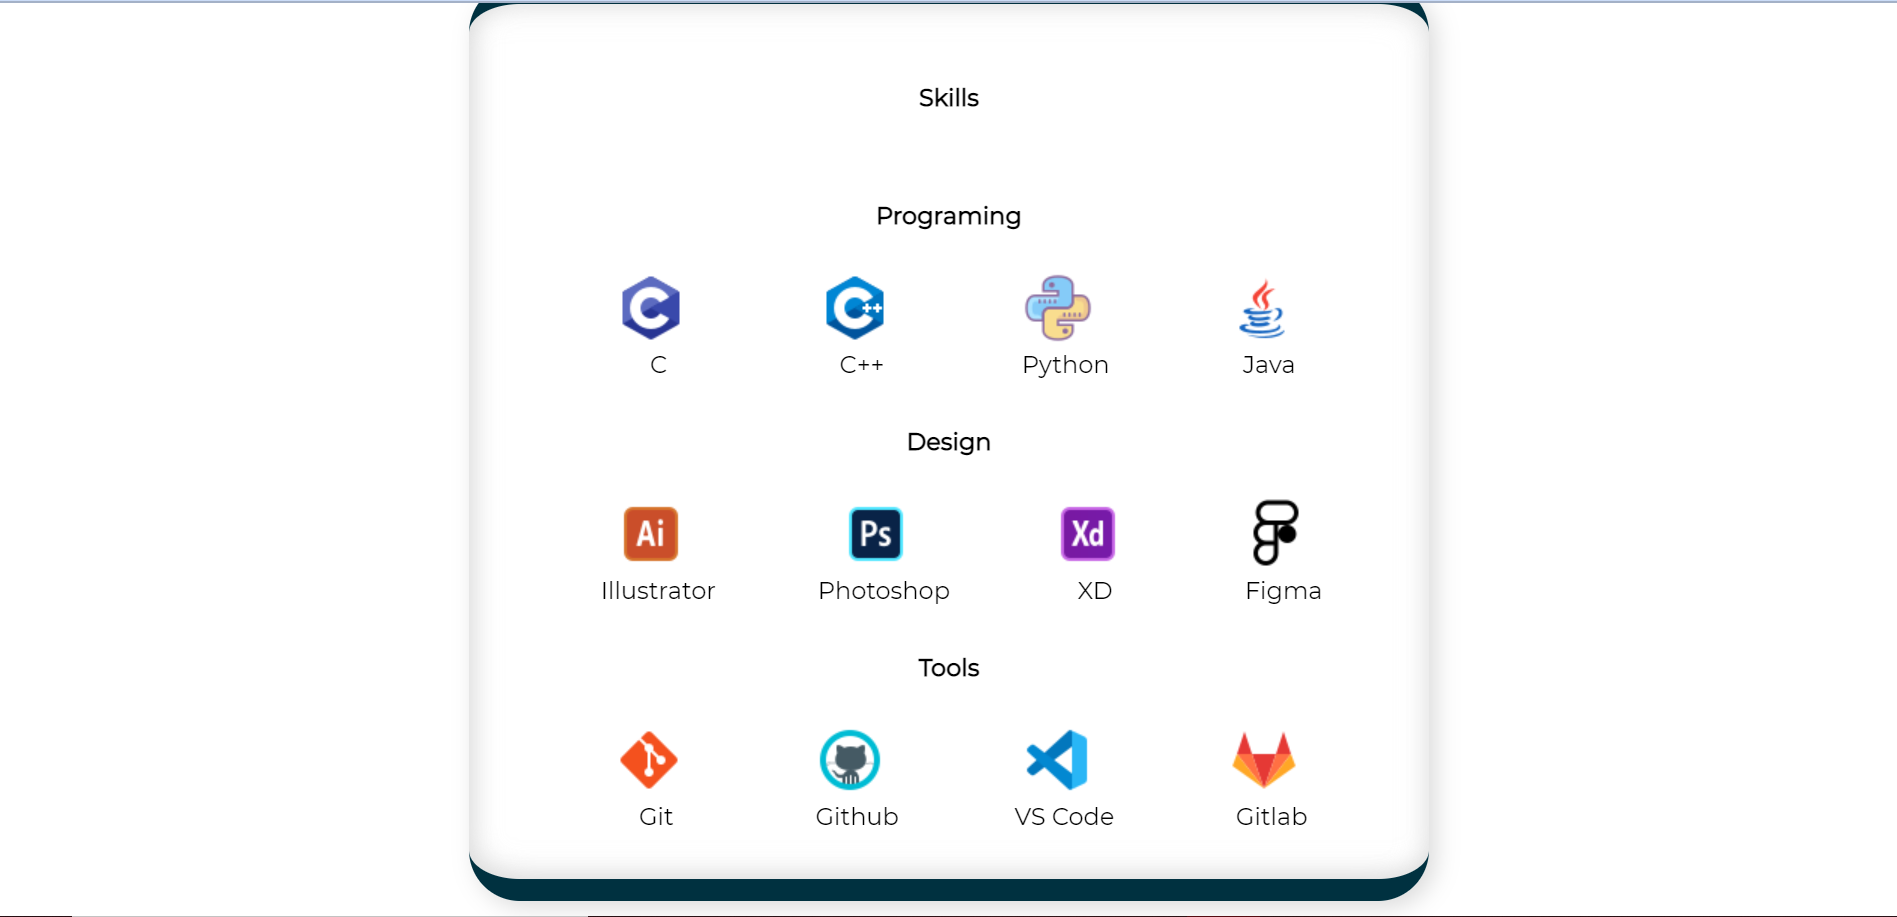 Skills
Programing
C C++ Python Java
Design
Ai Ps Xd
Illustrator Photoshop XD Figma
Tools
Git Github VS Code Gitlab